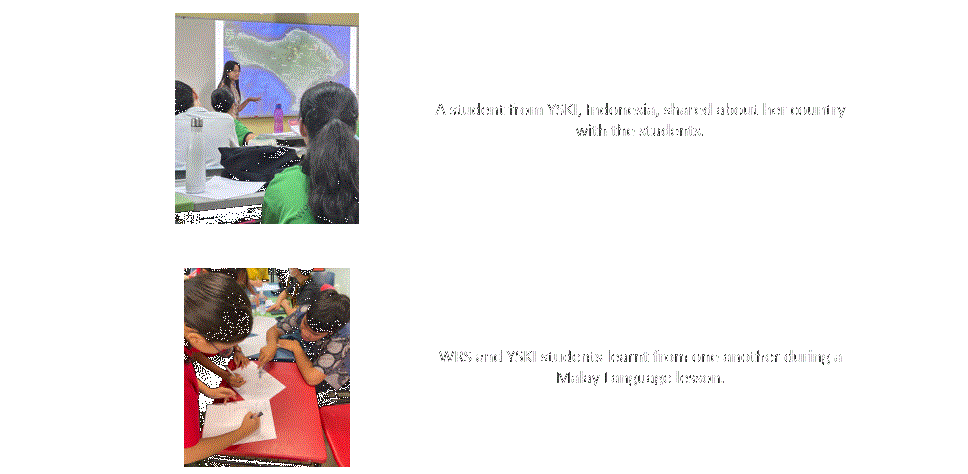 A student from YSKI, Indonesia, shared about her country
with the students.
WRS and YSKI students learnt from one another during a
Malay Language lesson.